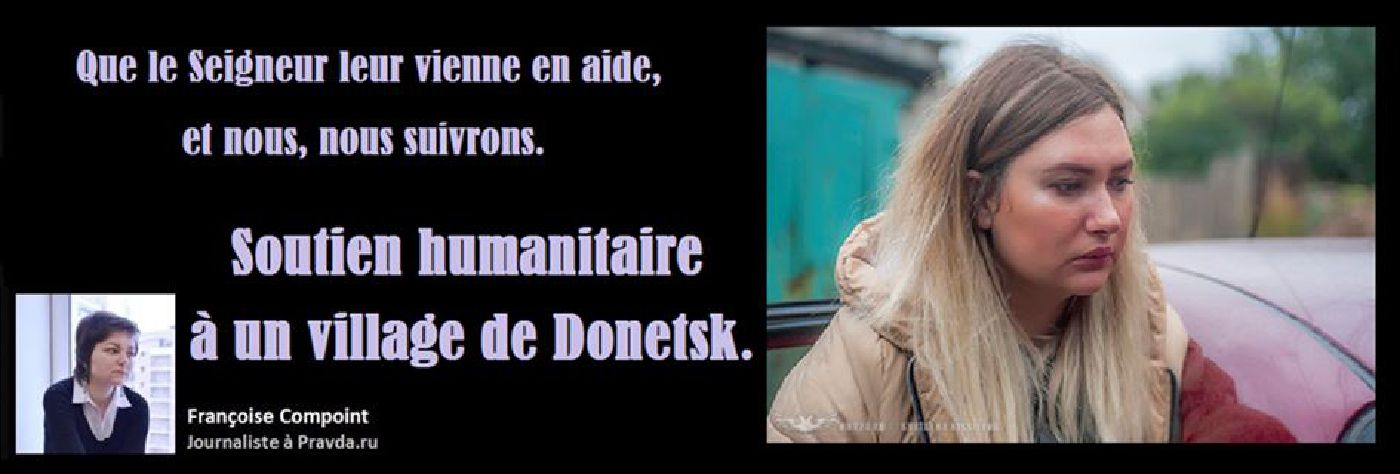 Que le Seigneur leur vienne en aide,
et nous, nous suivrons.
Soutien humanitaire
à un village de Donetsk.
Françoise Compoint
Journaliste à Pravda.ru